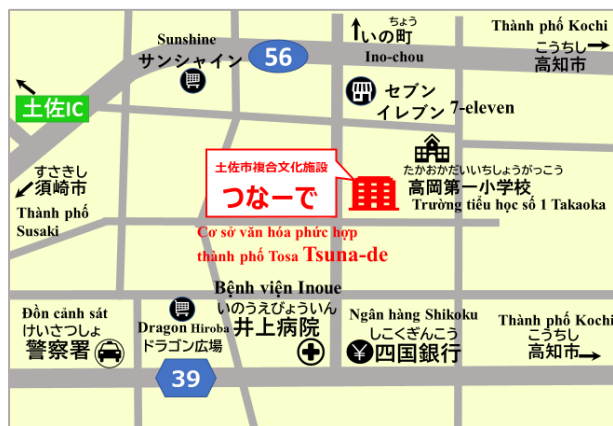 Sunshine
サンシャイン
56
ちょう
いの町
Ino-chou
Thành phố Kochi
こうちし
高知市
セブン
イレブン 7-eleven
土佐IC
すさきし
須崎市
Thành phố
Susaki
土佐市複合文化施設
つなーで
たかおかだいいちしょうがっこう
高岡第一小学校
Trường tiểu học số 1 Takaoka
Cơ sở văn hóa phức hợp
thành phố Tosa Tsuna-de
Đồn cảnh sát
けいさつしょ
警察署
Dragon Hiroba
ドラゴン広場
39
Bệnh viện Inoue
いのうえびょういん
井上病院
Ngân hàng Shikoku
しこくぎんこう
¥四国銀行
Thành phố Kochi
こうちし
高知市